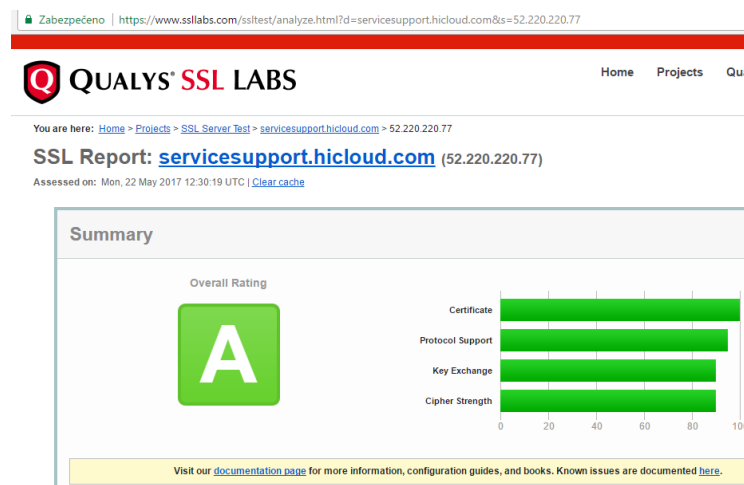 Zabezpečeno | https://www.ssllabs.com/ssltest/analyze.html?d=servicesupport.hicloud.com&s=52.220.220.77
QUALYS® SSL LABS
Home Projects
You are here: Home > Projects > SSL Server Test > servicesupport.hicloud.com > 52.220.220.77
SSL Report: servicesupport.hicloud.com (52.220.220.77)
Assessed on: Mon, 22 May 2017 12:30:19 UTC | Clear cache
Summary
Overall Rating
A
Certificate
Protocol Support
Key Exchange
Cipher Strength
0 20 40 60 80
Visit our documentation page for more information, configuration guides, and books. Known issues are documented here.